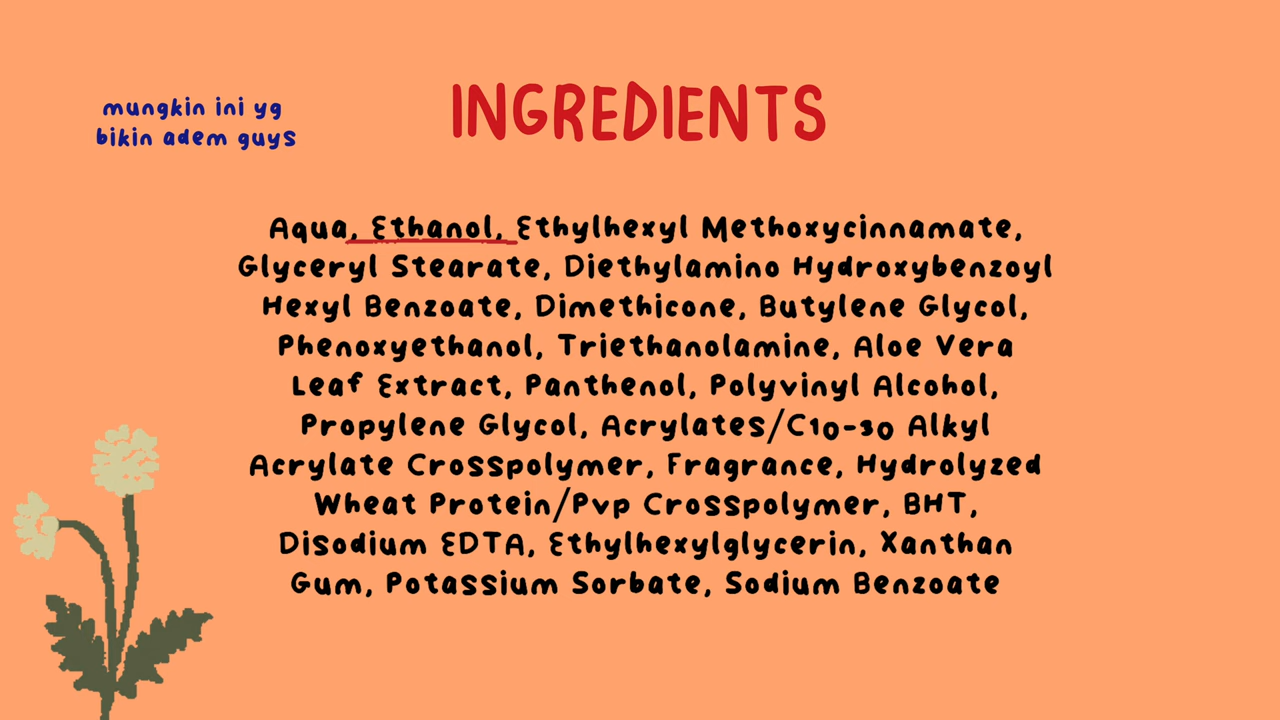 mungkin ini yg
bikin adem guys
INGREDIENTS
Aqua, Ethanol, Ethylhexyl Methoxycinnamate,
Glyceryl Stearate, Diethylamino Hydroxybenzoyl
Hexyl Benzoate, Dimethicone, Butylene Glycol,
Phenoxyethanol, Triethanolamine, Aloe Vera
Leaf Extract, Panthenol, Polyvinyl Alcohol,
Propylene Glycol, Acrylates/C10-30 Alkyl
Acrylate Crosspolymer, Fragrance, Hydrolyzed
Wheat Protein/Pvp Crosspolymer, BHT,
Disodium EDTA, Ethylhexylglycerin, Xanthan
Gum, Potassium Sorbate, Sodium Benzoate